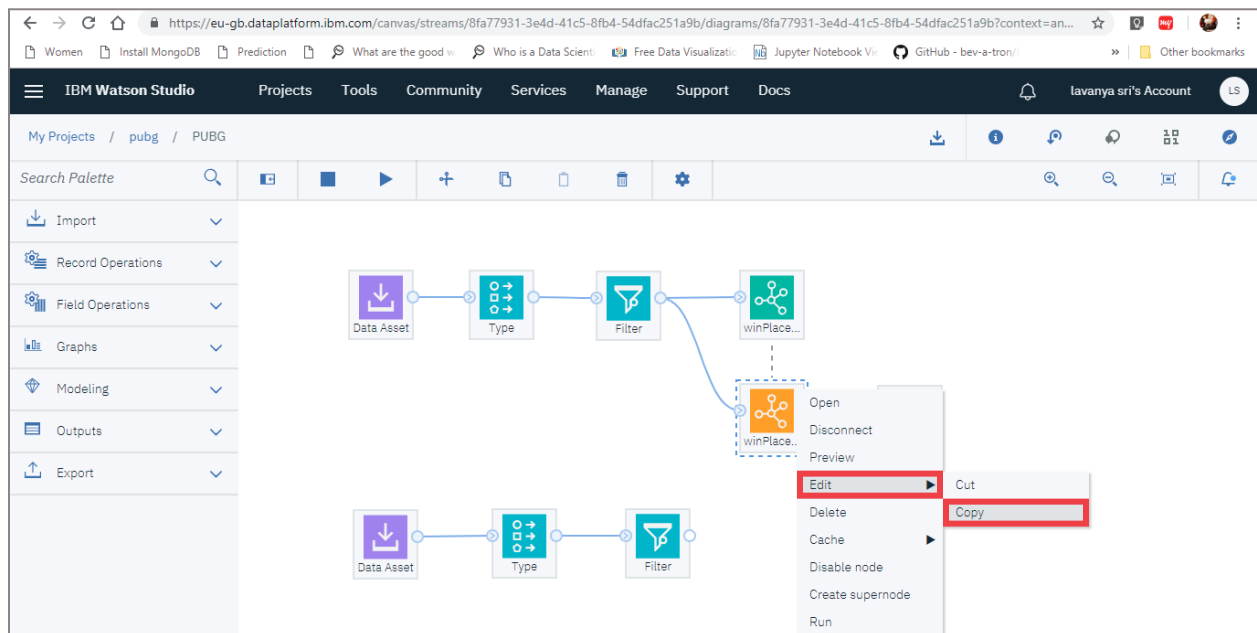 https://eu-gb.dataplatform.ibm.com/canvas/streams/8fa77931-3e4d-41c5-8fb4-54dfac251a9b/diagrams/8fa77931-3e4d-41c5-8fb4-54dfac251a9b?context=an...
Women Install MongoDB Prediction What are the good w Who is a Data Scienti Free Data Visualizatio Jupyter Notebook Vie GitHub - bev-a-tron/ » Other bookmarks
IBM Watson Studio Projects Tools Community Services Manage Support Docs lavanya sri's Account LS
My Projects / pubg / PUBG
Search Palette
Import
Record Operations
Field Operations
Graphs
Modeling
Outputs
Export
Data Asset Type Filter winPlace...
winPlace..
Open
Disconnect
Preview
Edit Cut
Delete Copy
Cache
Disable node
Create supernode
Run
Data Asset Type Filter